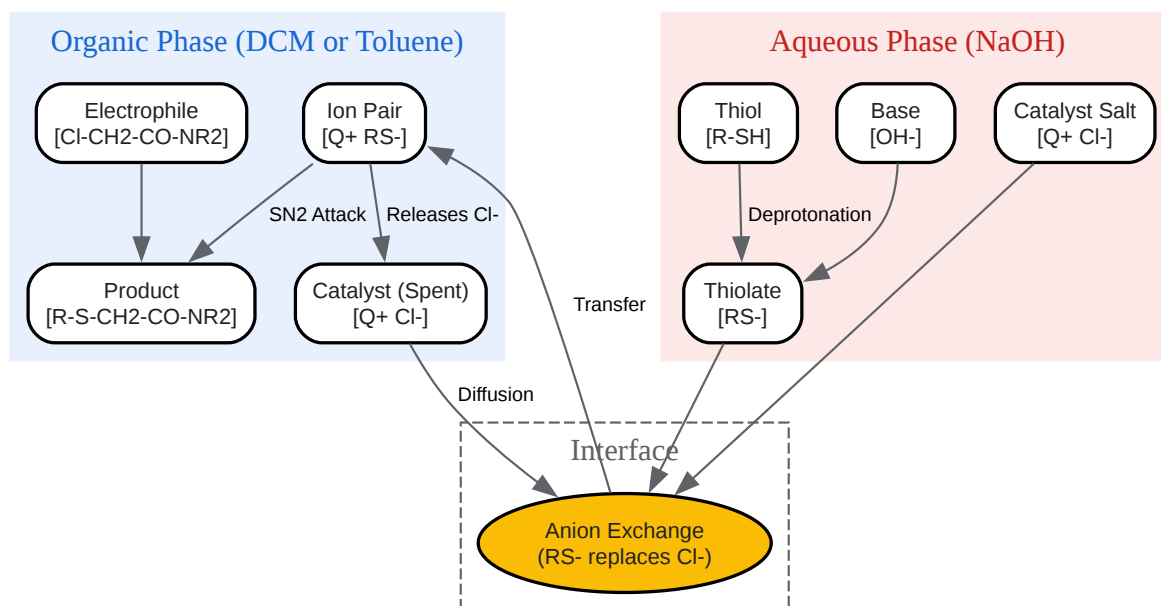 Organic Phase (DCM or Toluene)
Aqueous Phase (NaOH)
Electrophile
[Cl-CH2-CO-NR2]
Ion Pair
[Q+ RS-]
Thiol
[R-SH]
Base
[OH-]
Catalyst Salt
[Q+ Cl-]
SN2 Attack
Releases Cl-
Deprotonation
Product
[R-S-CH2-CO-NR2]
Catalyst (Spent)
[Q+ Cl-]
Transfer
Thiolate
[RS-]
Diffusion
Interface
Anion Exchange
(RS- replaces Cl-)